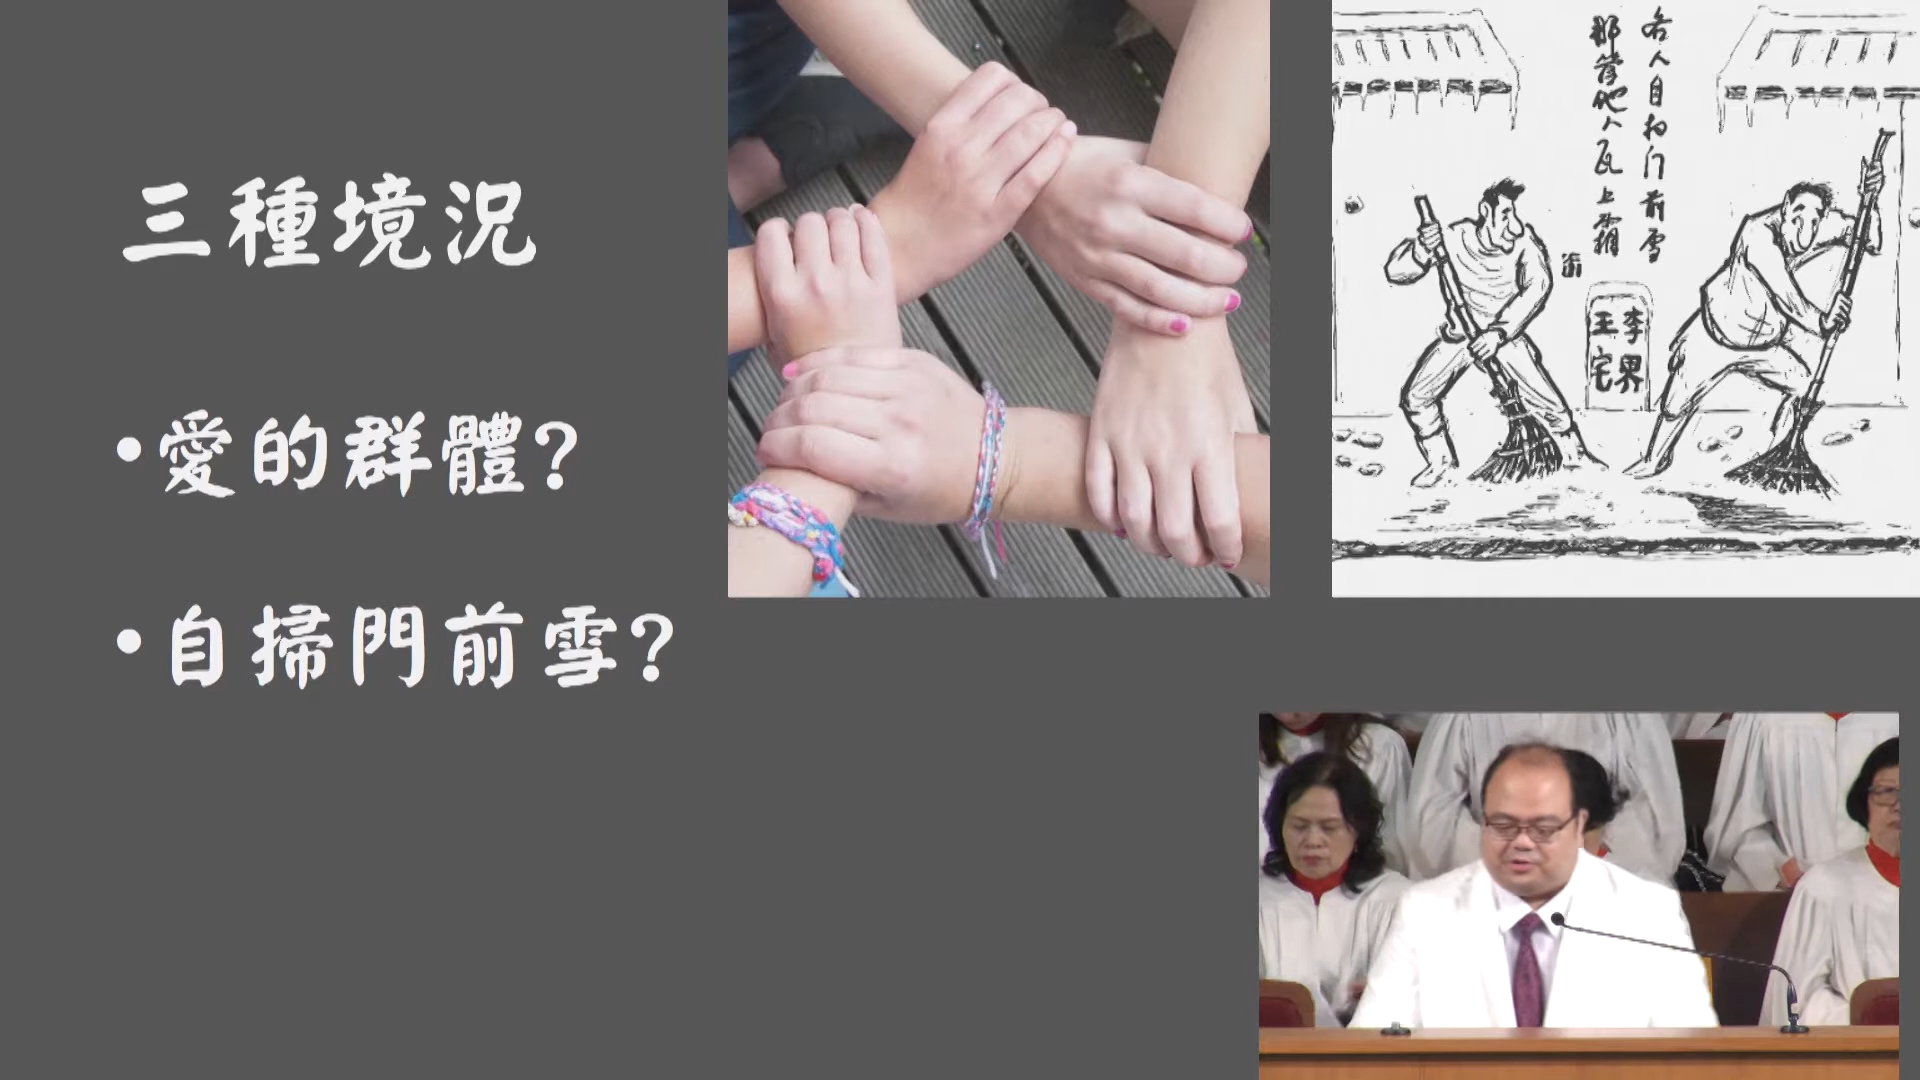 三種境況
•愛的群體?
•自掃門前雪?
各人自扫门前雪
那管他人瓦上霜
李界
王宅